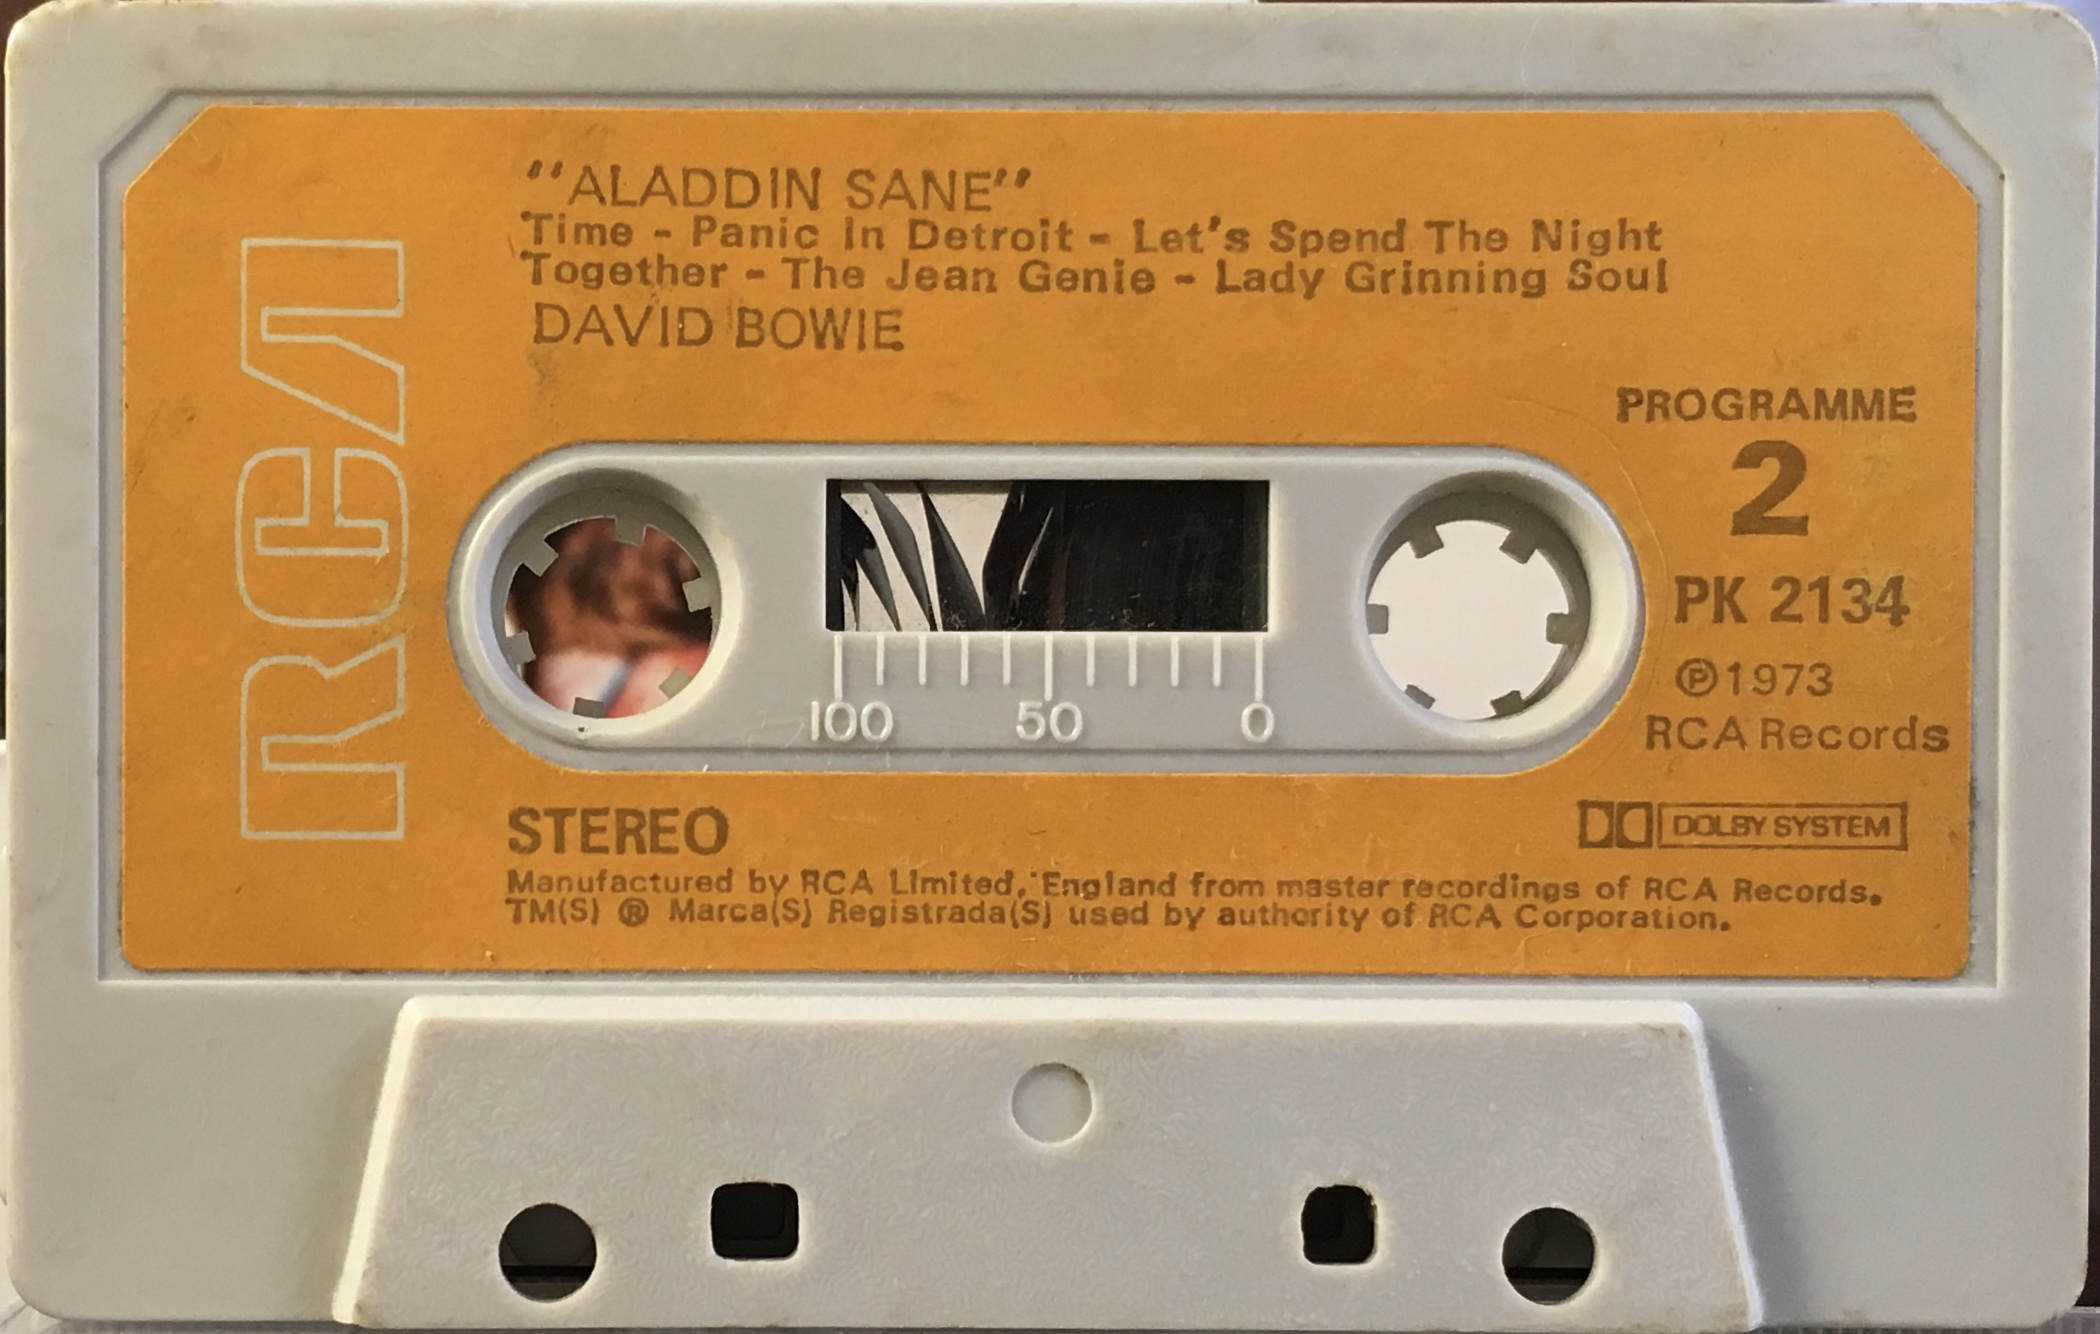 "ALADDIN SANE"
Time - Panic In Detroit - Let's Spend The Night
Together - The Jean Genie - Lady Grinning Soul
DAVID BOWIE
RCA
PROGRAMME
2
PK 2134
℗1973
RCA Records
100 50 0
STEREO
DOLBY SYSTEM
Manufactured by RCA Limited, England from master recordings of RCA Records.
TM(S) ® Marca(S) Registrada(S) used by authority of RCA Corporation.